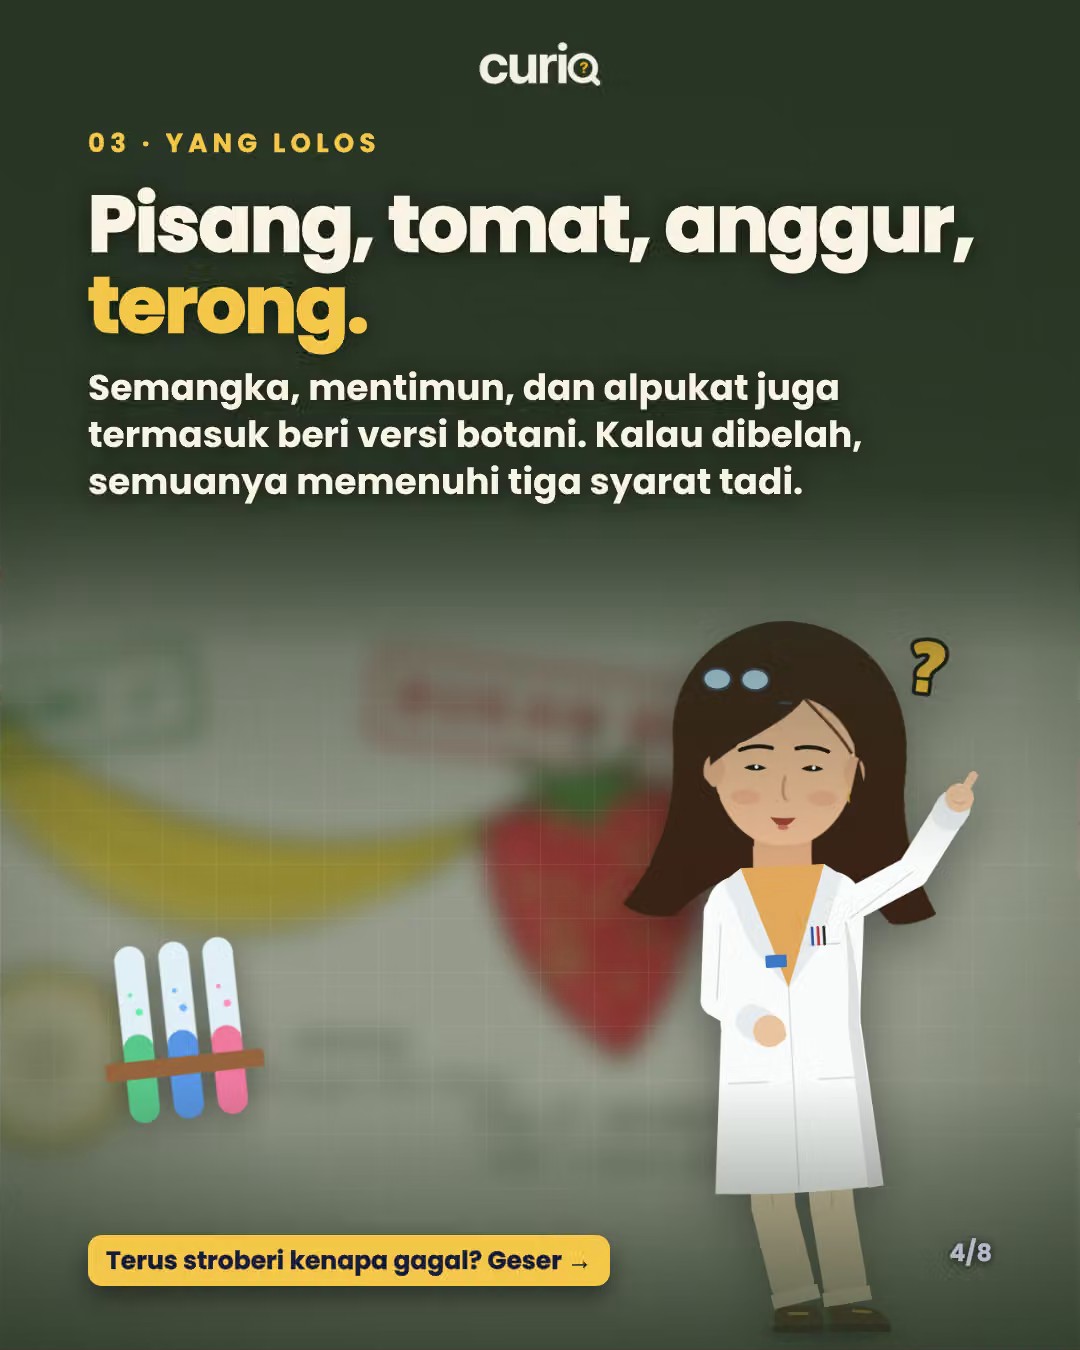 curio
03 · YANG LOLOS
Pisang, tomat, anggur,
terong.
Semangka, mentimun, dan alpukat juga
termasuk beri versi botani. Kalau dibelah,
semuanya memenuhi tiga syarat tadi.
?
Terus stroberi kenapa gagal? Geser →
4/8